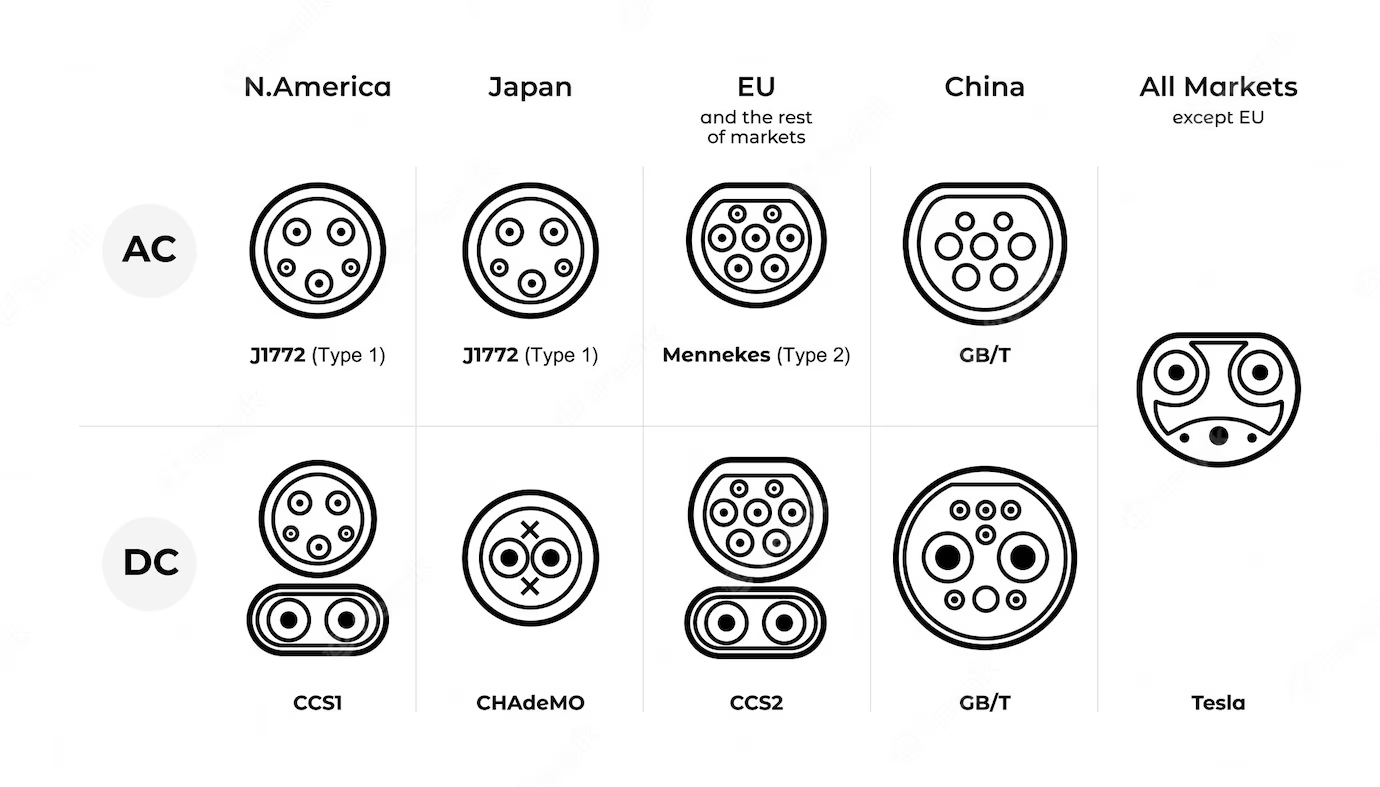 N.America
Japan
EU
and the rest
of markets
China
All Markets
except EU
AC
J1772 (Type 1)
J1772 (Type 1)
Mennekes (Type 2)
GB/T
DC
CCS1
CHAdeMO
CCS2
GB/T
Tesla